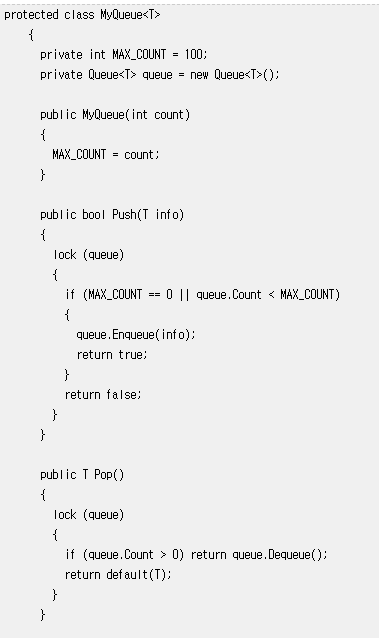 protected class MyQueue<T>
{
private int MAX_COUNT = 100;
private Queue<T> queue = new Queue<T>();
public MyQueue(int count)
{
MAX_COUNT = count;
}
public bool Push(T info)
{
lock (queue)
{
if (MAX_COUNT == 0 || queue.Count < MAX_COUNT)
{
queue.Enqueue(info);
return true;
}
return false;
}
}
public T Pop()
{
lock (queue)
{
if (queue.Count > 0) return queue.Dequeue();
return default(T);
}
}